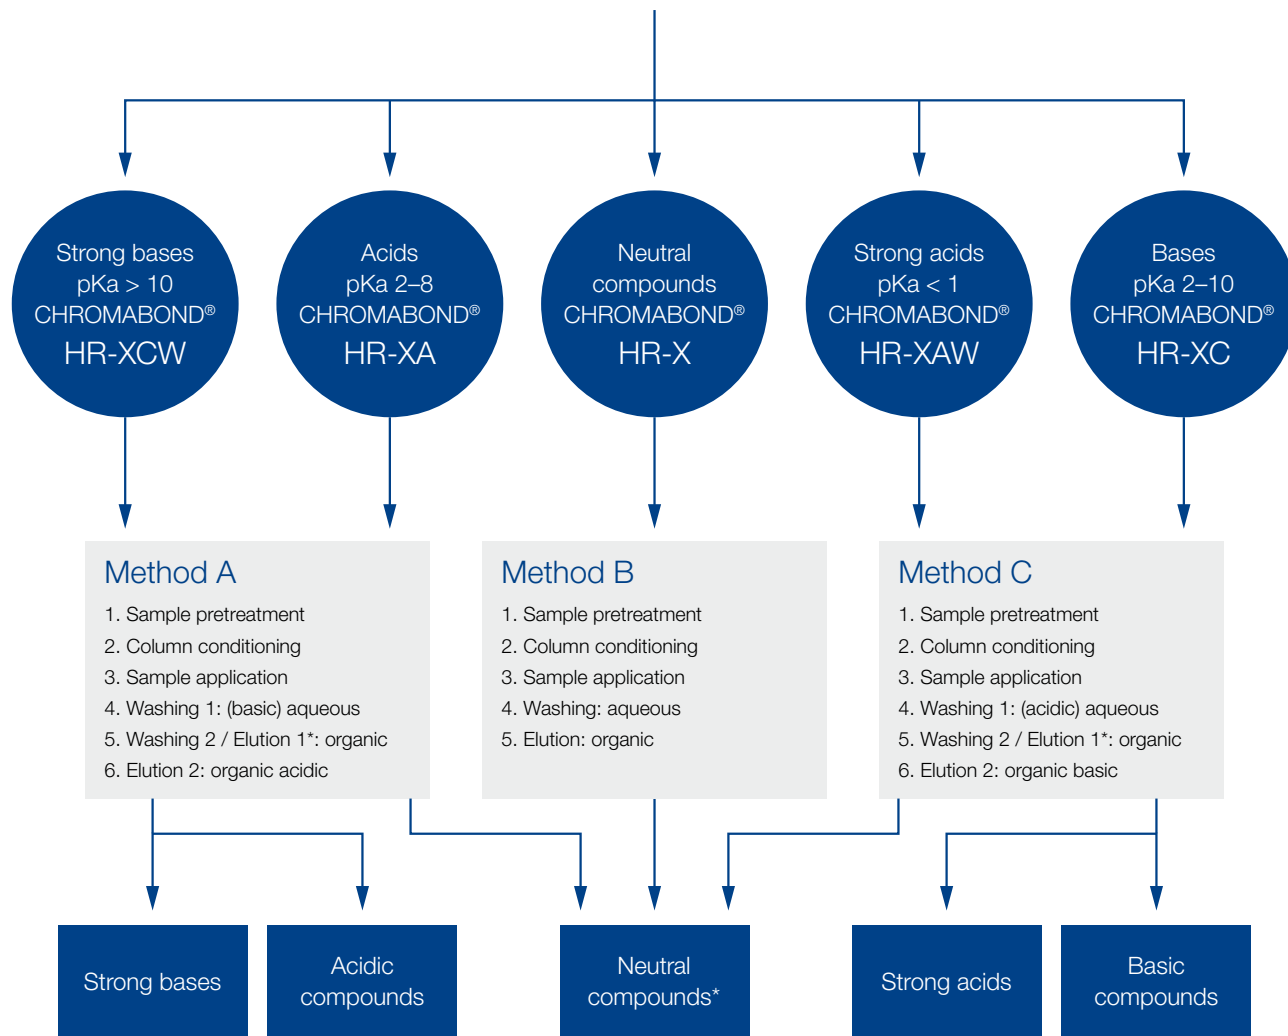 Strong bases
pKa > 10
CHROMABOND®
HR-XCW
Acids
pKa 2–8
CHROMABOND®
HR-XA
Neutral
compounds
CHROMABOND®
HR-X
Strong acids
pKa < 1
CHROMABOND®
HR-XAW
Bases
pKa 2–10
CHROMABOND®
HR-XC
Method A
1. Sample pretreatment
2. Column conditioning
3. Sample application
4. Washing 1: (basic) aqueous
5. Washing 2 / Elution 1*: organic
6. Elution 2: organic acidic
Method B
1. Sample pretreatment
2. Column conditioning
3. Sample application
4. Washing: aqueous
5. Elution: organic
Method C
1. Sample pretreatment
2. Column conditioning
3. Sample application
4. Washing 1: (acidic) aqueous
5. Washing 2 / Elution 1*: organic
6. Elution 2: organic basic
Strong bases
Acidic
compounds
Neutral
compounds*
Strong acids
Basic
compounds